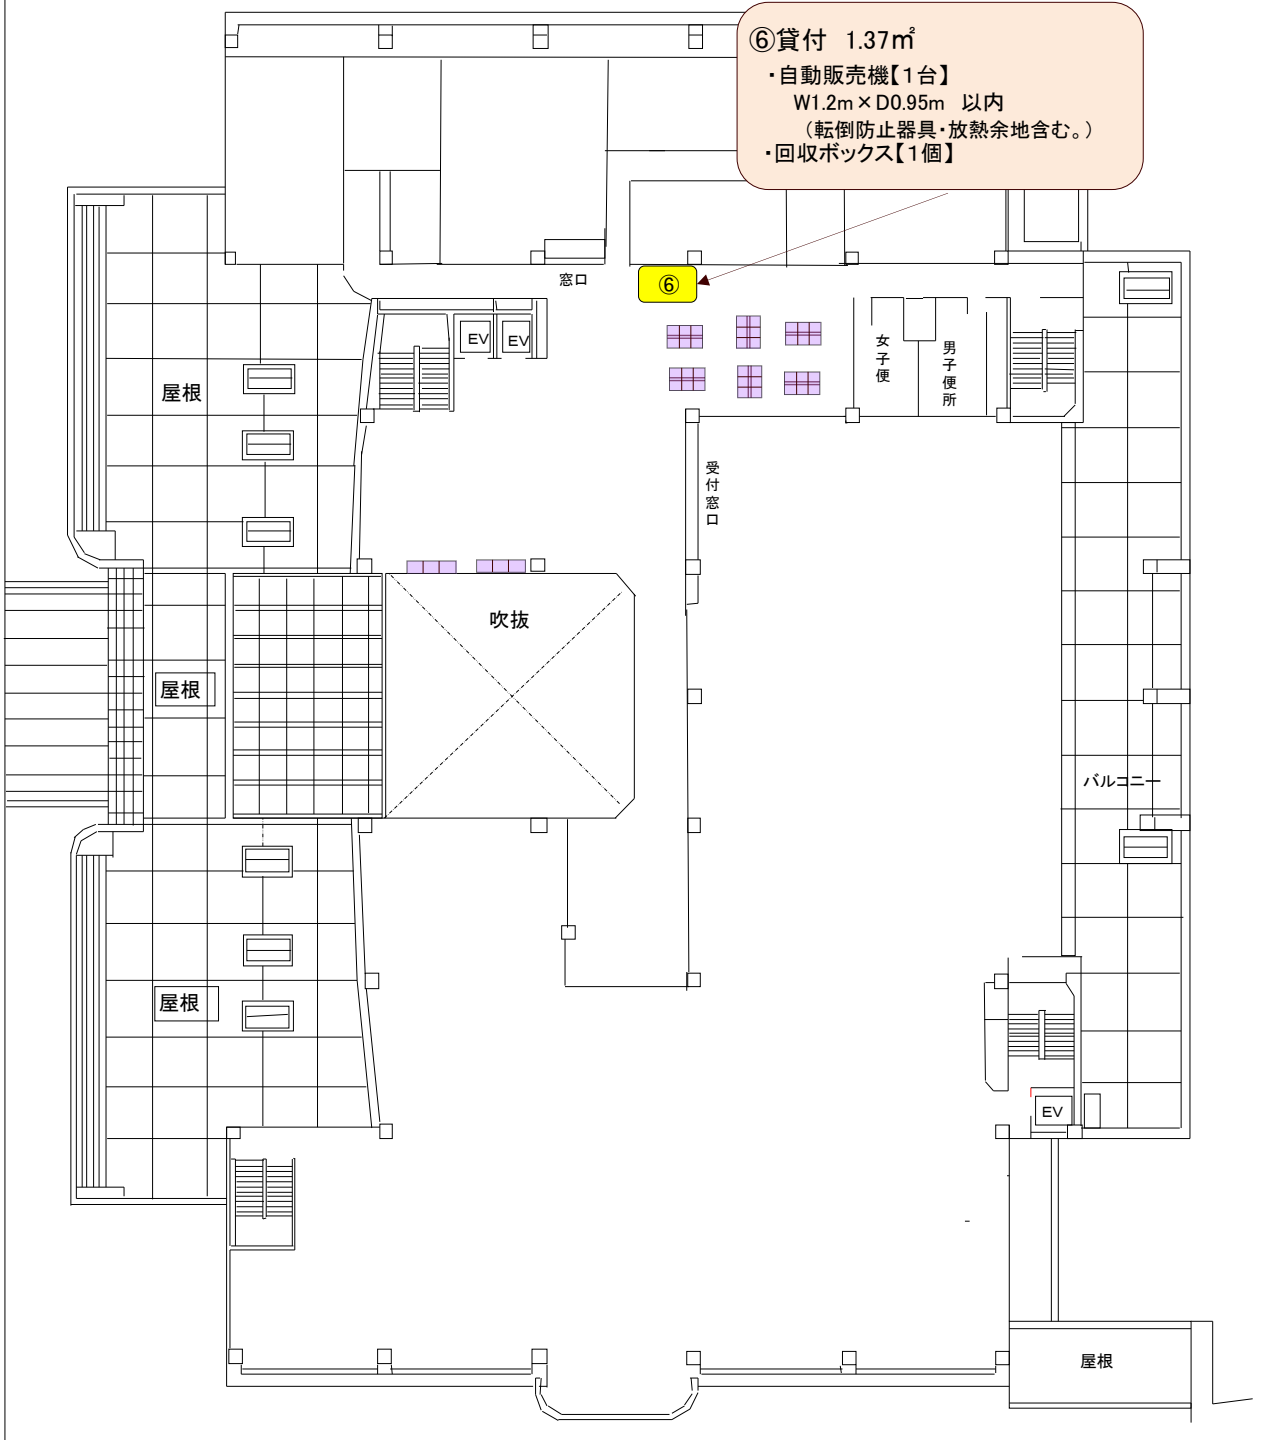 ⑥貸付 1.37㎡
・自動販売機【１台】
W1.2m×D0.95m 以内
（転倒防止器具・放熱余地含む。）
・回収ボックス【１個】
窓口
⑥
EV
EV
女子便
男子便所
屋根
受付窓口
吹抜
屋根
バルコニー
屋根
EV
屋根